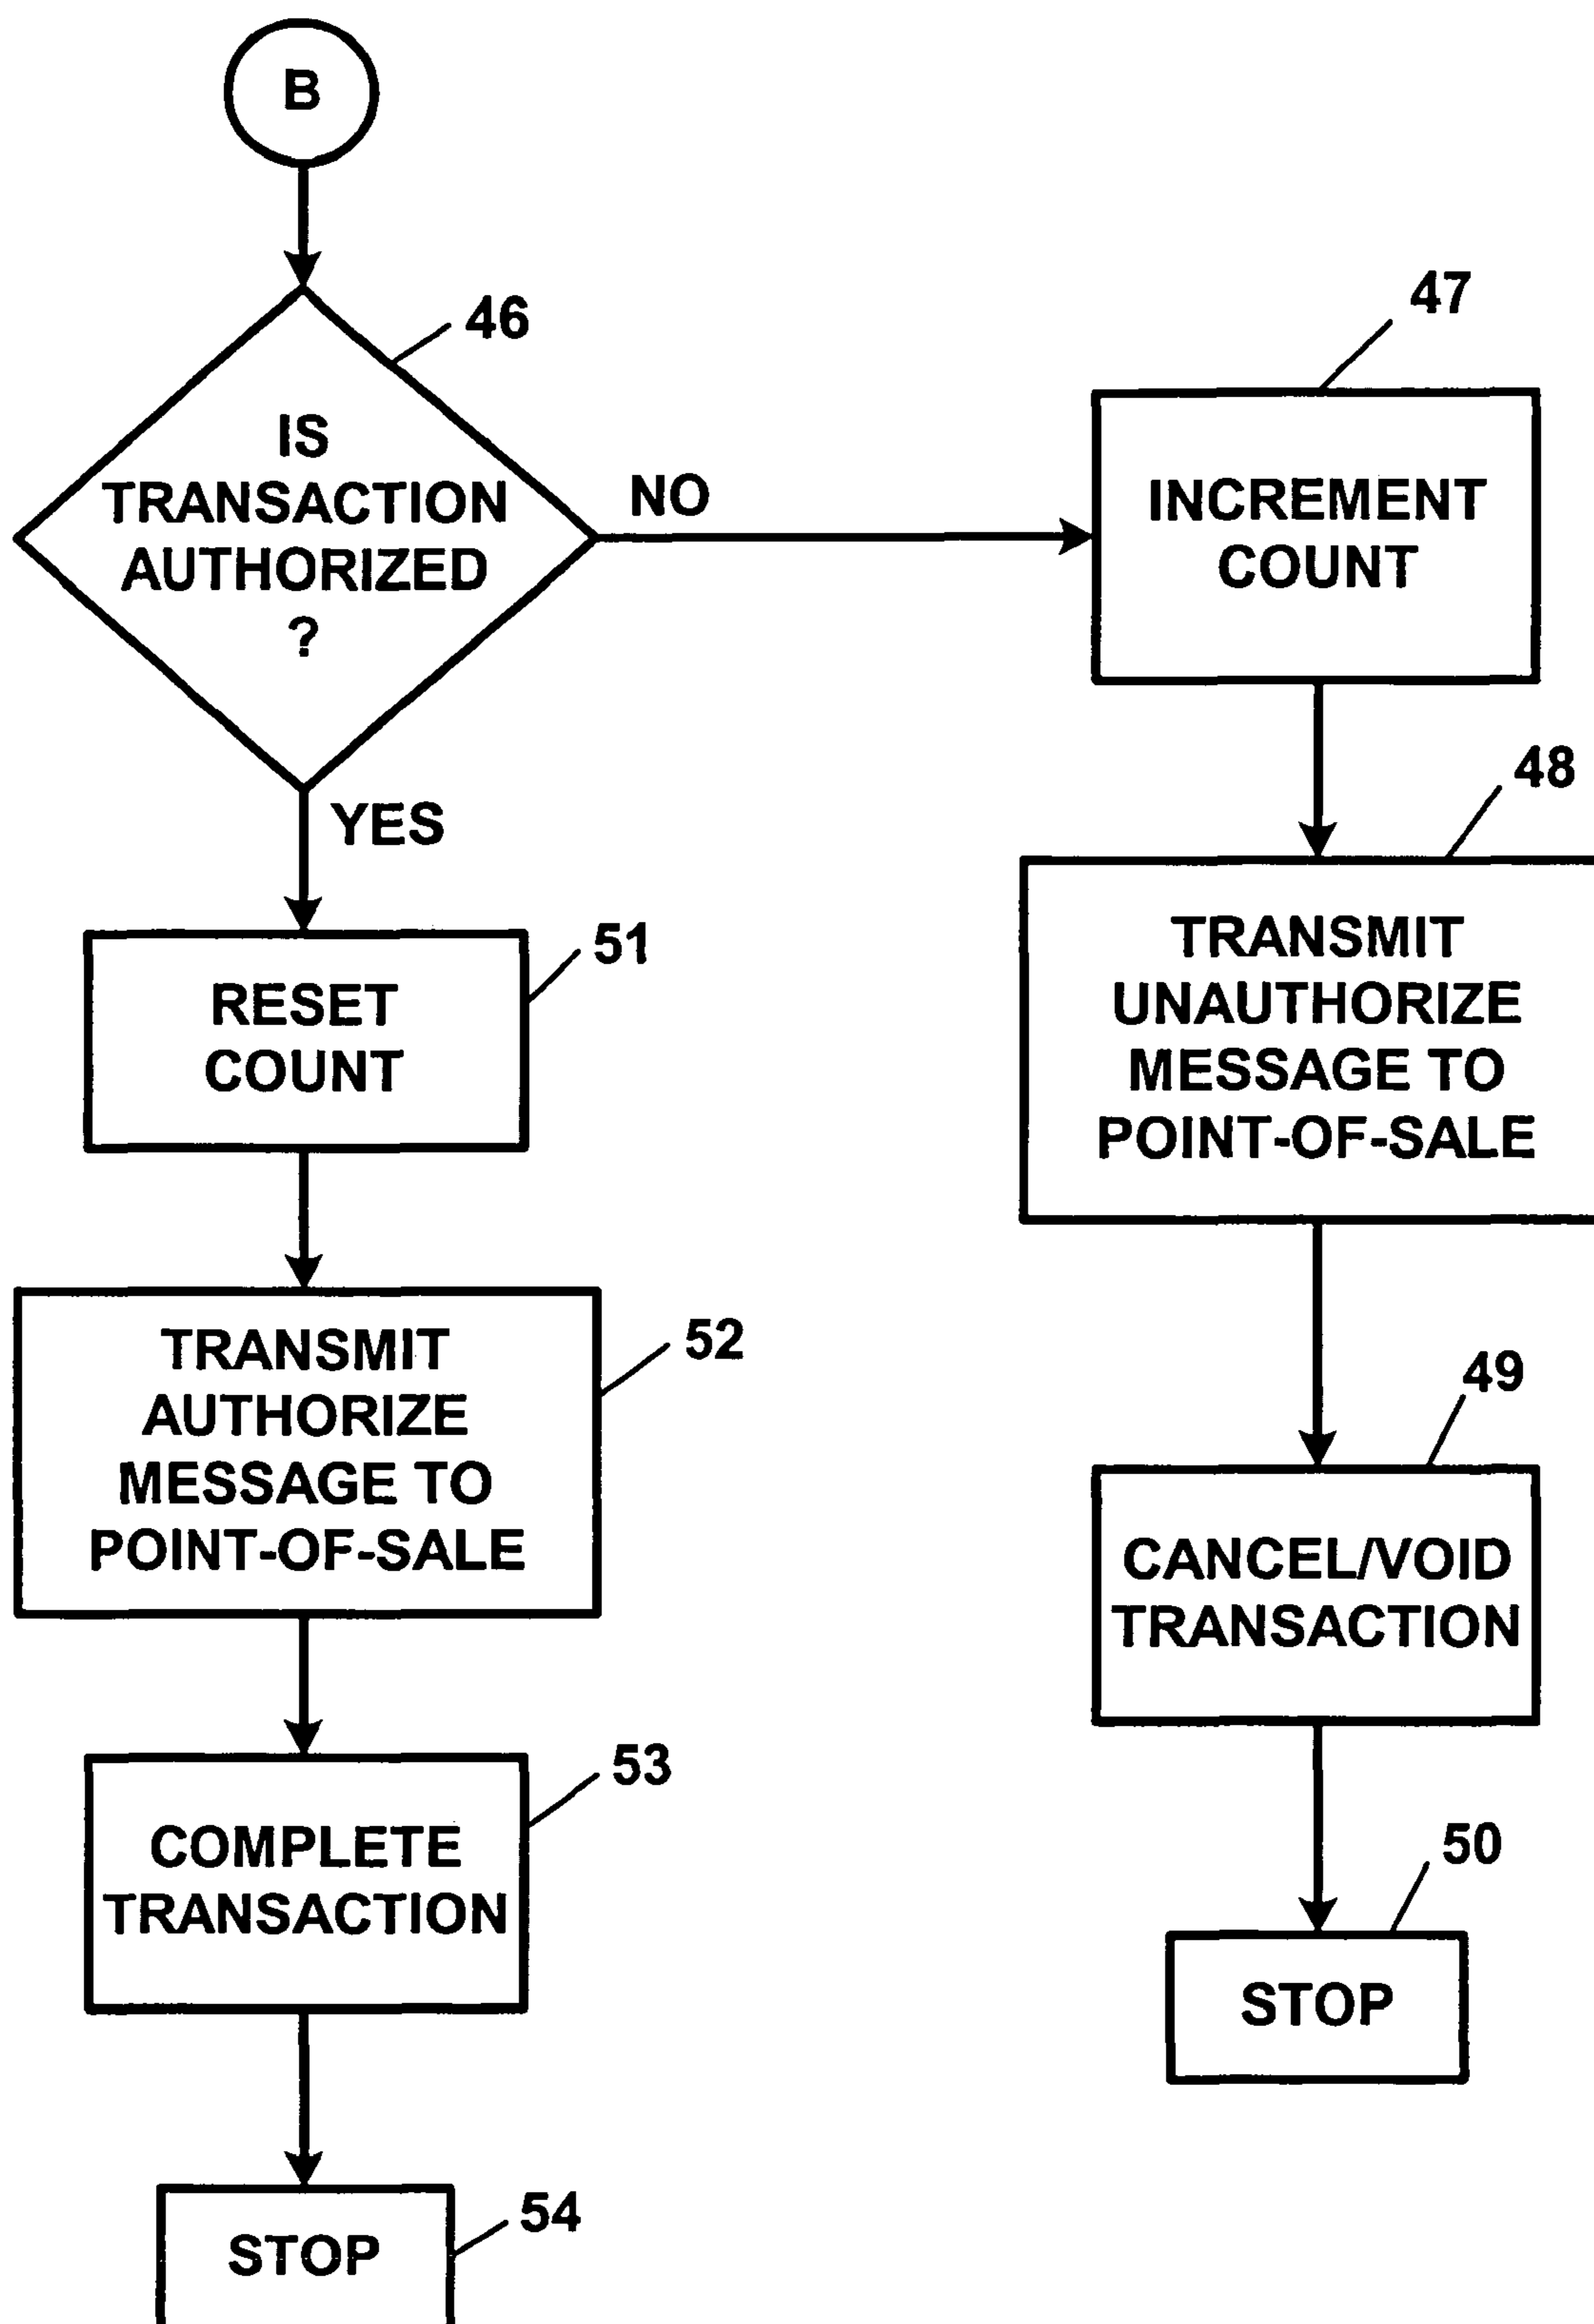 B
46
IS
TRANSACTION
AUTHORIZED
?
NO
YES
47
INCREMENT
COUNT
48
TRANSMIT
UNAUTHORIZE
MESSAGE TO
POINT-OF-SALE
49
CANCEL/VOID
TRANSACTION
50
STOP
51
RESET
COUNT
52
TRANSMIT
AUTHORIZE
MESSAGE TO
POINT-OF-SALE
53
COMPLETE
TRANSACTION
54
STOP